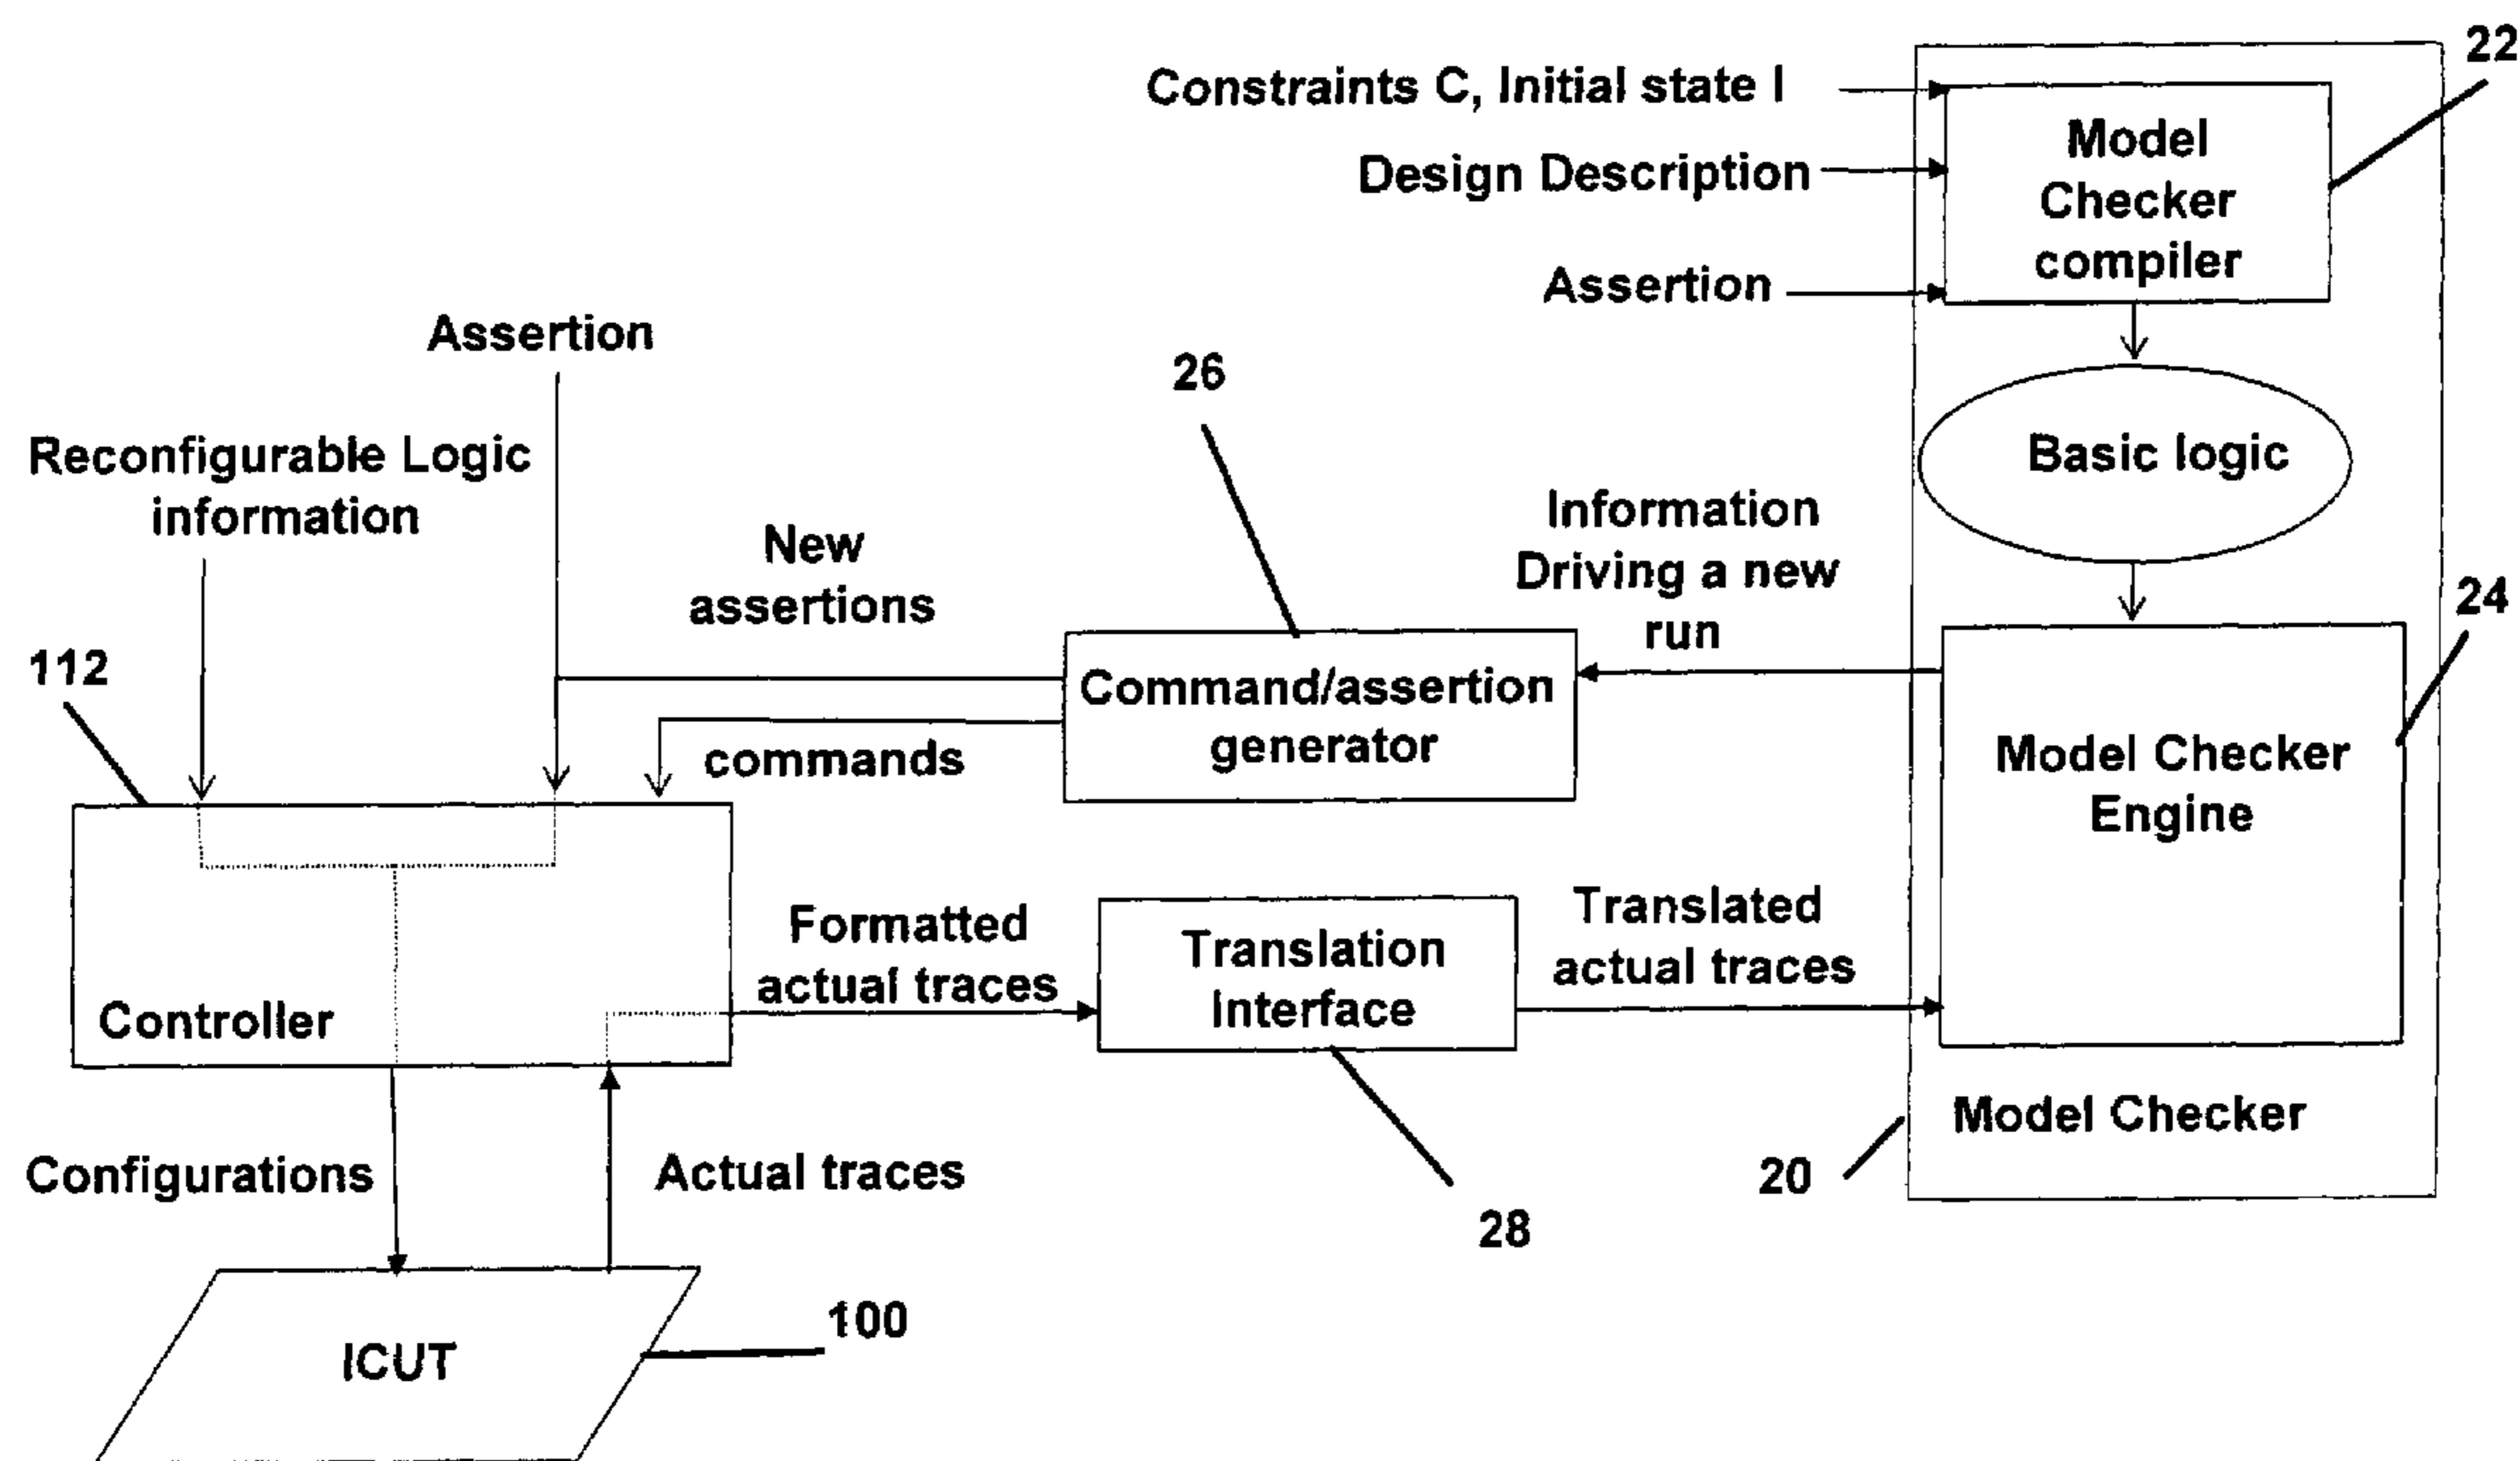 22
Constraints C, Initial state I
Design Description
Assertion
Model
Checker
compiler
Assertion
26
Reconfigurable Logic
information
Basic logic
New
assertions
Information
Driving a new
run
24
112
Command/assertion
generator
commands
Model Checker
Engine
Controller
Formatted
actual traces
Translation
Interface
Translated
actual traces
Model Checker
20
Configurations
Actual traces
28
ICUT
100